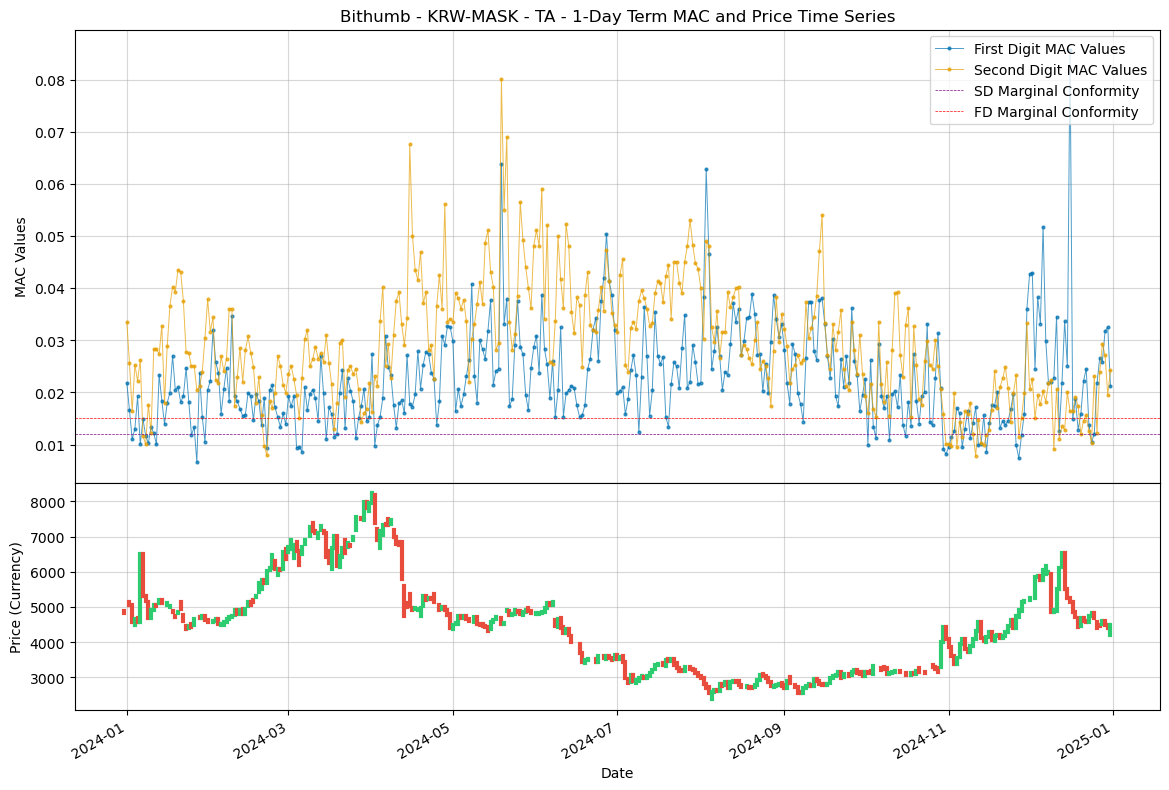 Bithumb - KRW-MASK - TA - 1-Day Term MAC and Price Time Series
First Digit MAC Values
Second Digit MAC Values
SD Marginal Conformity
FD Marginal Conformity
MAC Values
0.08
0.07
0.06
0.05
0.04
0.03
0.02
0.01
Price (Currency)
8000
7000
6000
5000
4000
3000
2024-01
2024-03
2024-05
2024-07
2024-09
2024-11
2025-01
Date